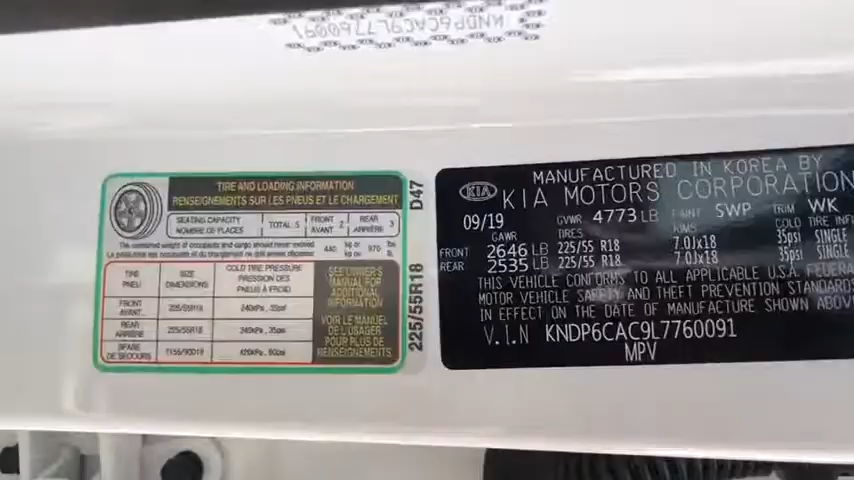 KNDP6CAC9L7760091
TIRE AND LOADING INFORMATION
RENSEIGNEMENTS SUR LES PNEUS ET LE CHARGEMENT
SEATING CAPACITY
NOMBRE DE PLACES
TOTAL 5
FRONT
AVANT 2
REAR
ARRIÈRE 3
The combined weight of occupants and cargo should never exceed
440 kg or kg ou 970 lbs lb
TIRE
PNEU
SIZE
DIMENSIONS
COLD TIRE PRESSURE
PRESSION DES
PNEUS À FROID
FRONT
AVANT
225/55R18
240kPa, 35psi
REAR
ARRIÈRE
225/55R18
240kPa, 35psi
SPARE
DE SECOURS
T155/90D18
420kPa, 60psi
SEE OWNER'S
MANUAL FOR
ADDITIONAL
INFORMATION
VOIR LE MANUEL
DE L'USAGER
POUR PLUS DE
RENSEIGNEMENTS
225/55R18 D47
MANUFACTURED IN KOREA BY
KIA KIA MOTORS CORPORATION
09/19 GVWR 4773 LB PAINT SWP TRIM WK
GAWR TIRES RIMS COLD TIRE INFL
FRONT 2646 LB 225/55 R18 7.0Jx18 35psi SINGLE
REAR 2535 LB 225/55 R18 7.0Jx18 35psi SINGLE
THIS VEHICLE CONFORMS TO ALL APPLICABLE U.S.A. FEDERA
MOTOR VEHICLE SAFETY AND THEFT PREVENTION STANDARDS
IN EFFECT ON THE DATE OF MANUFACTURE SHOWN ABOVE
V.I.N KNDP6CAC9L7760091
MPV